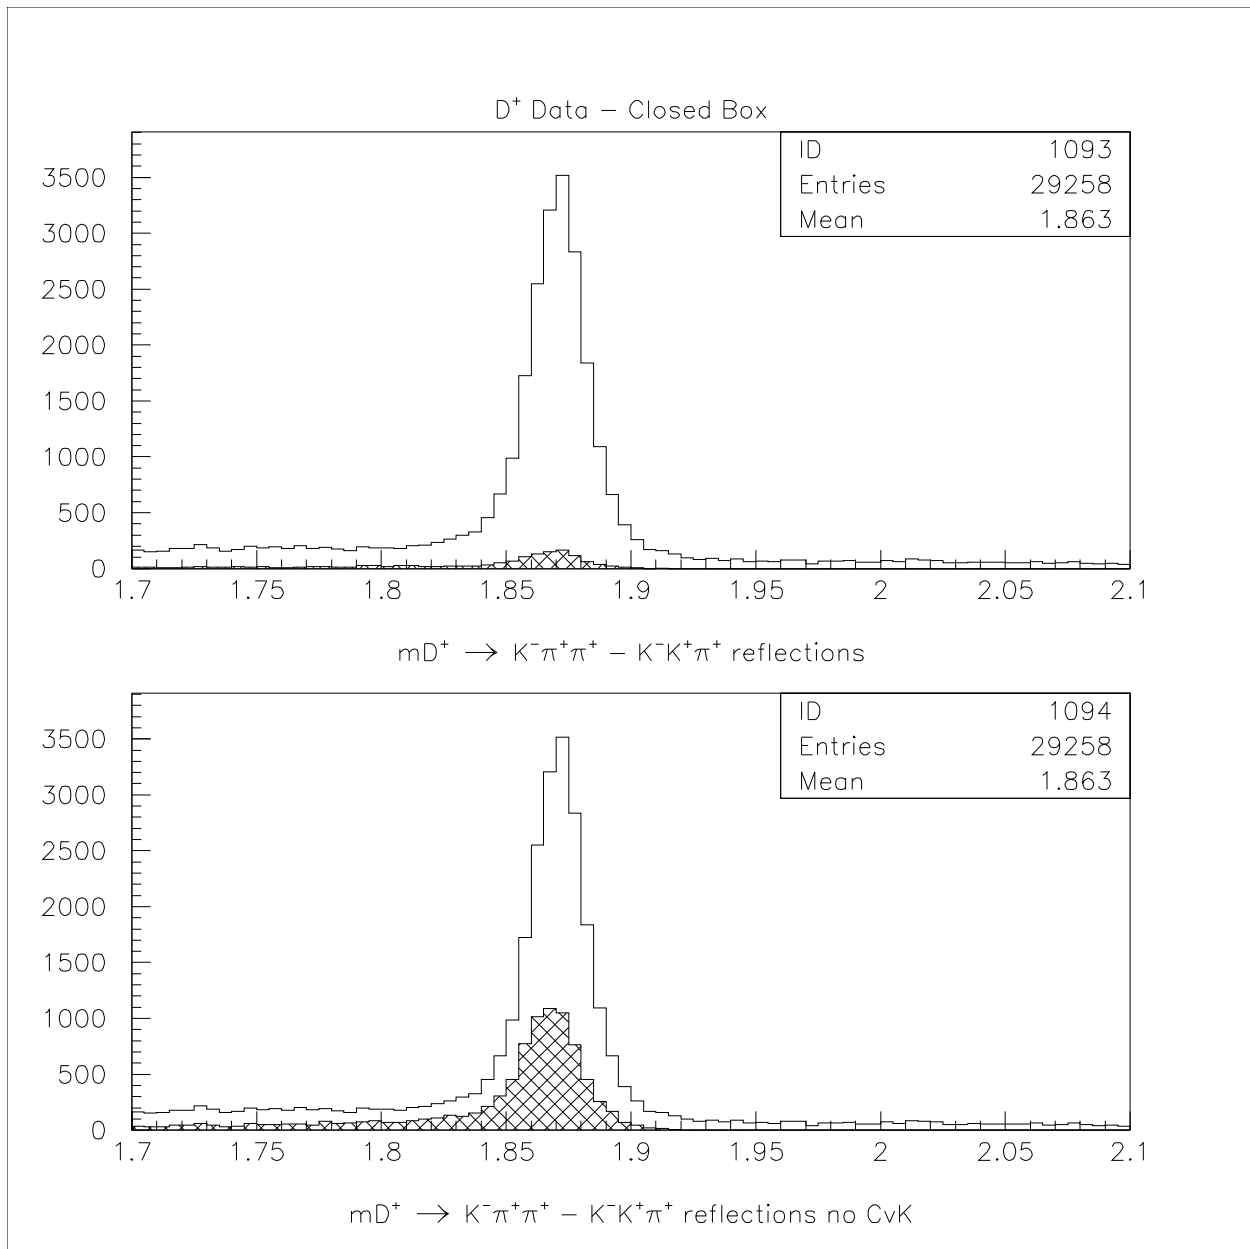 D⁺ Data – Closed Box
ID 1093
Entries 29258
Mean 1.863
3500
3000
2500
2000
1500
1000
500
0
1.7 1.75 1.8 1.85 1.9 1.95 2 2.05 2.1
mD⁺ → K⁻π⁺π⁺ – K⁻K⁺π⁺ reflections
ID 1094
Entries 29258
Mean 1.863
3500
3000
2500
2000
1500
1000
500
0
1.7 1.75 1.8 1.85 1.9 1.95 2 2.05 2.1
mD⁺ → K⁻π⁺π⁺ – K⁻K⁺π⁺ reflections no CvK